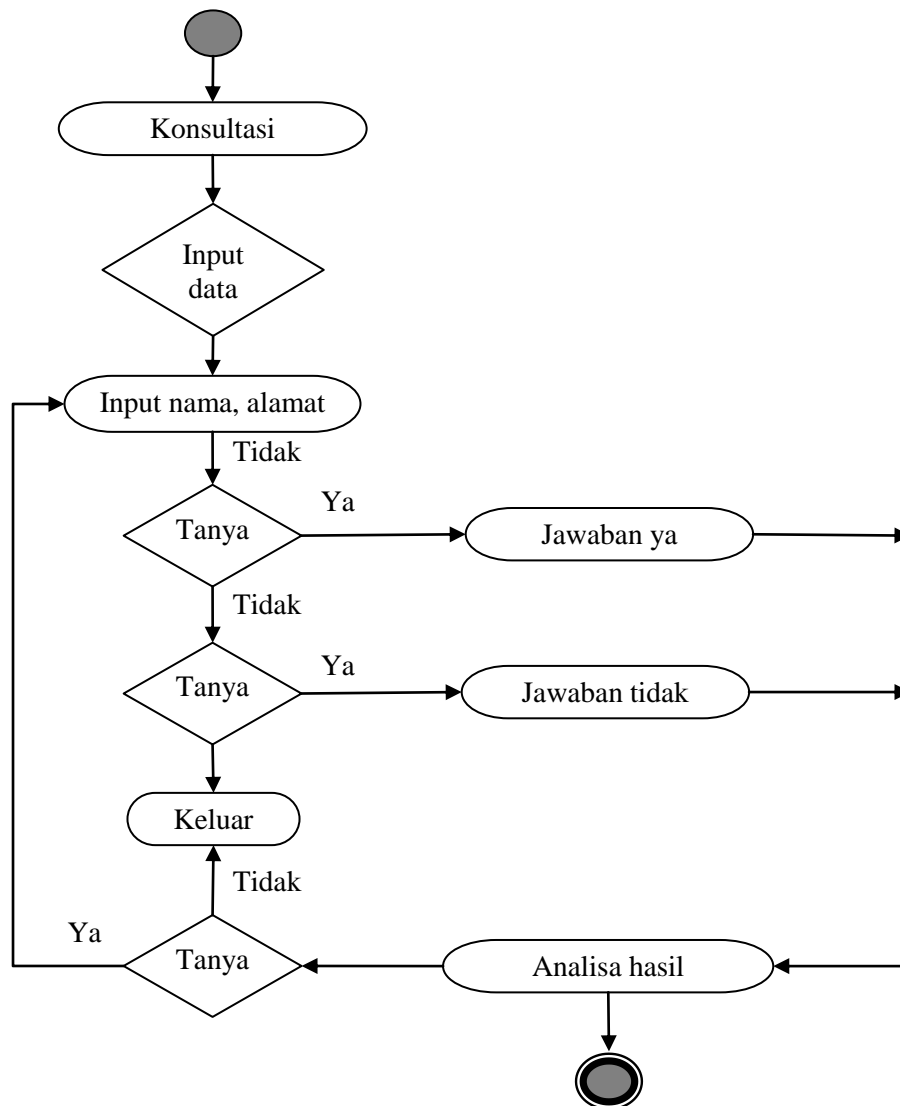 Konsultasi
Input
data
Input nama, alamat
Tidak
Tanya
Ya
Jawaban ya
Tidak
Tanya
Ya
Jawaban tidak
Keluar
Tidak
Ya
Tanya
Analisa hasil